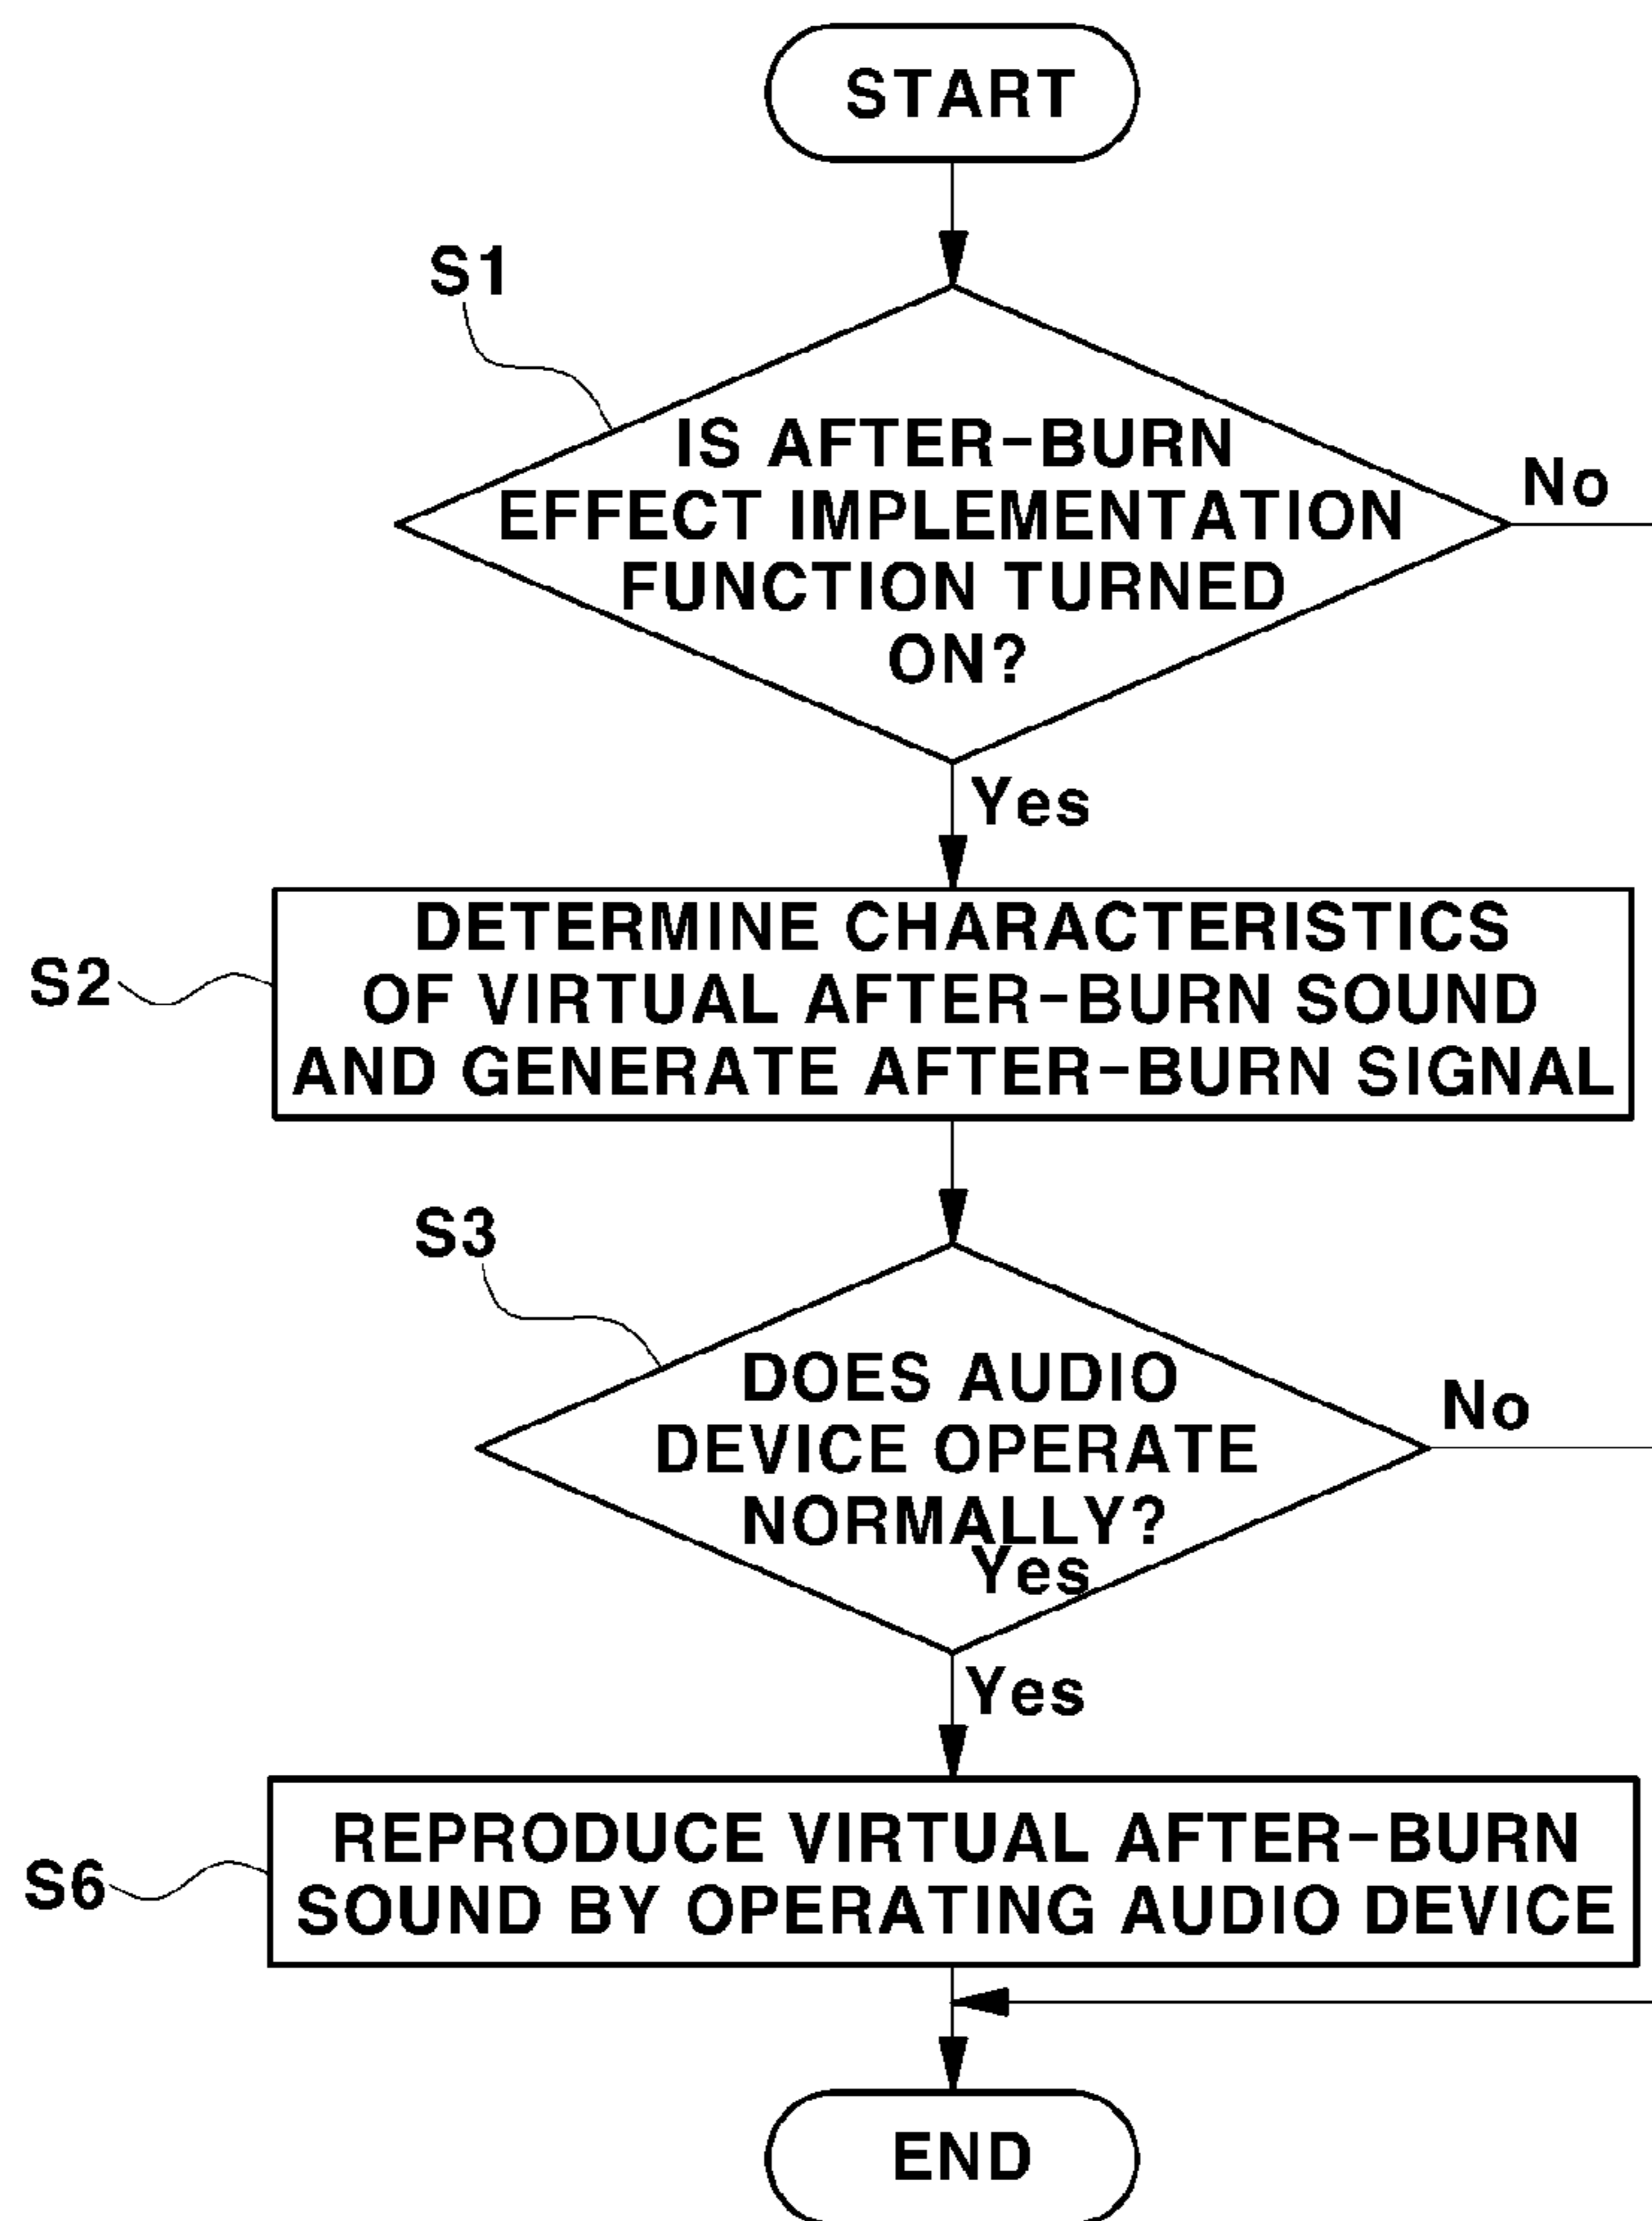 START
S1
IS AFTER-BURN
EFFECT IMPLEMENTATION
FUNCTION TURNED
ON?
No
Yes
S2
DETERMINE CHARACTERISTICS
OF VIRTUAL AFTER-BURN SOUND
AND GENERATE AFTER-BURN SIGNAL
S3
DOES AUDIO
DEVICE OPERATE
NORMALLY?
Yes
No
Yes
S6
REPRODUCE VIRTUAL AFTER-BURN
SOUND BY OPERATING AUDIO DEVICE
END